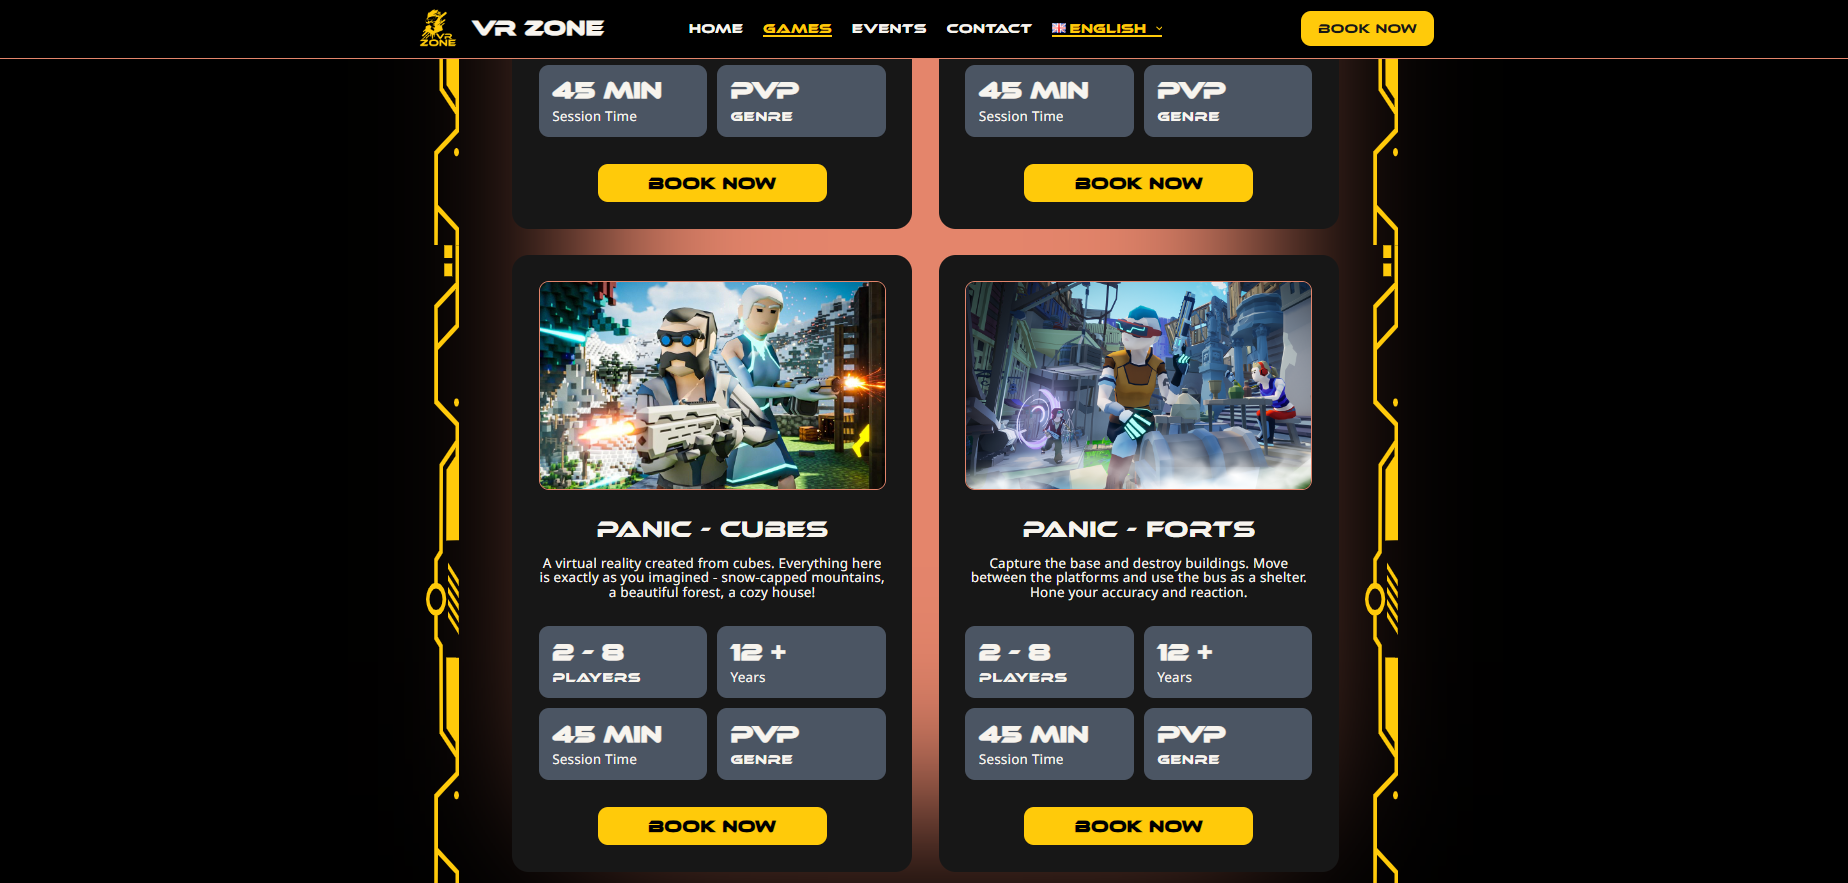 VR ZONE
VR ZONE
HOME
GAMES
EVENTS
CONTACT
ENGLISH
BOOK NOW
45 MIN
Session Time
PVP
GENRE
BOOK NOW
45 MIN
Session Time
PVP
GENRE
BOOK NOW
PANIC - CUBES
A virtual reality created from cubes. Everything here
is exactly as you imagined - snow-capped mountains,
a beautiful forest, a cozy house!
2 - 8
PLAYERS
12 +
Years
45 MIN
Session Time
PVP
GENRE
BOOK NOW
PANIC - FORTS
Capture the base and destroy buildings. Move
between the platforms and use the bus as a shelter.
Hone your accuracy and reaction.
2 - 8
PLAYERS
12 +
Years
45 MIN
Session Time
PVP
GENRE
BOOK NOW